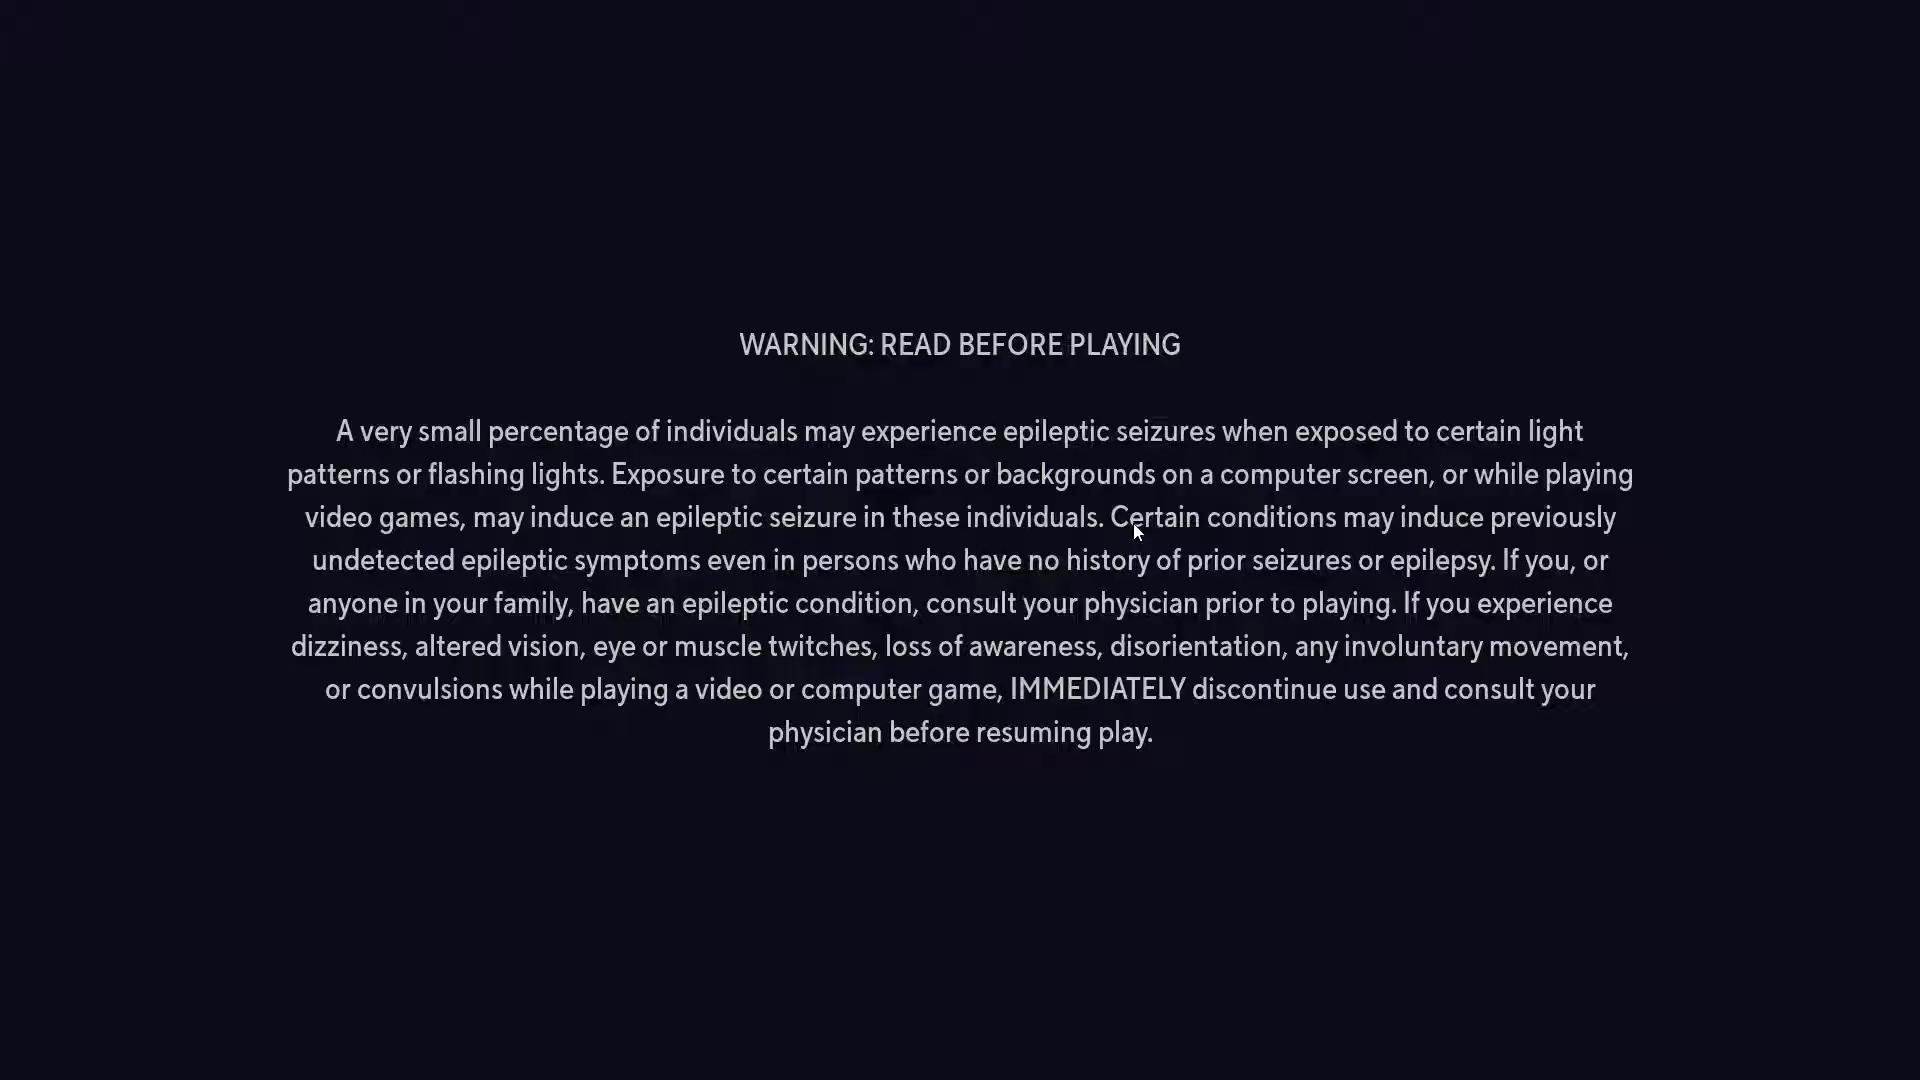 WARNING: READ BEFORE PLAYING
A very small percentage of individuals may experience epileptic seizures when exposed to certain light
patterns or flashing lights. Exposure to certain patterns or backgrounds on a computer screen, or while playing
video games, may induce an epileptic seizure in these individuals. Certain conditions may induce previously
undetected epileptic symptoms even in persons who have no history of prior seizures or epilepsy. If you, or
anyone in your family, have an epileptic condition, consult your physician prior to playing. If you experience
dizziness, altered vision, eye or muscle twitches, loss of awareness, disorientation, any involuntary movement,
or convulsions while playing a video or computer game, IMMEDIATELY discontinue use and consult your
physician before resuming play.